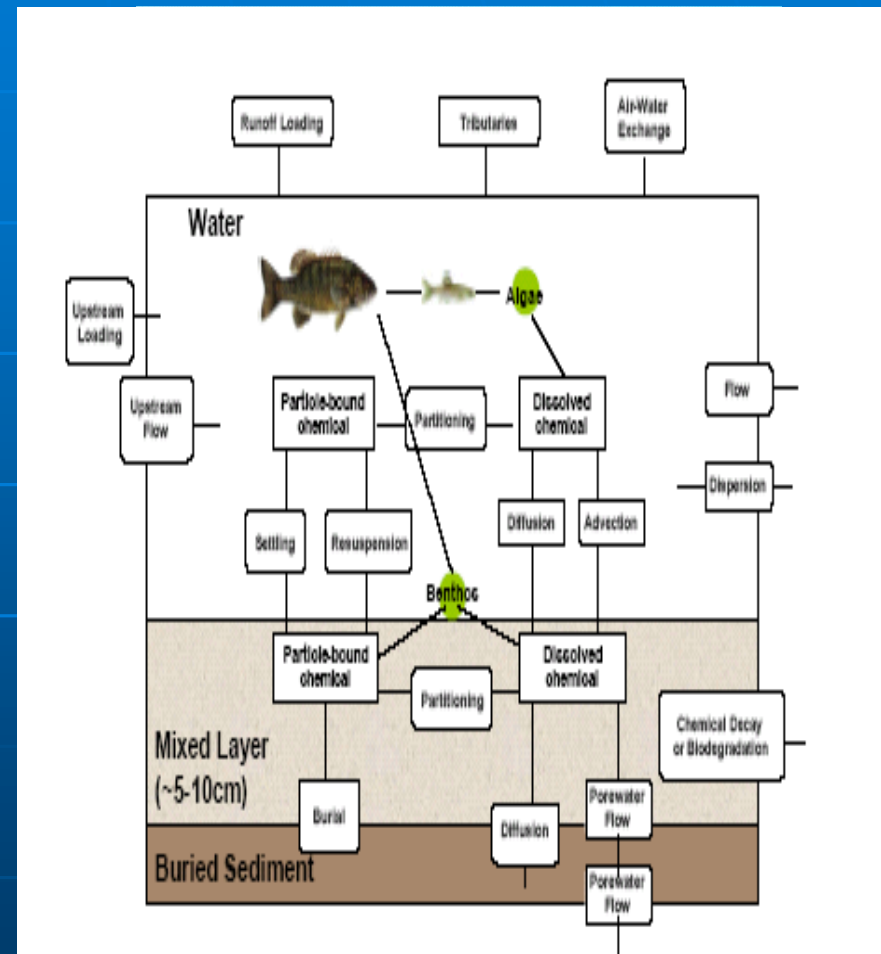 Runoff Loading
Tributaries
Air-Water
Exchange
Water
Algae
Upstream
Loading
Upstream
Flow
Particle-bound
chemical
Partitioning
Dissolved
chemical
Flow
Dispersion
Settling
Resuspension
Diffusion
Advection
Benthos
Particle-bound
chemical
Partitioning
Dissolved
chemical
Chemical Decay
or Biodegradation
Mixed Layer
(~5-10cm)
Burial
Diffusion
Porewater
Flow
Buried Sediment
Porewater
Flow